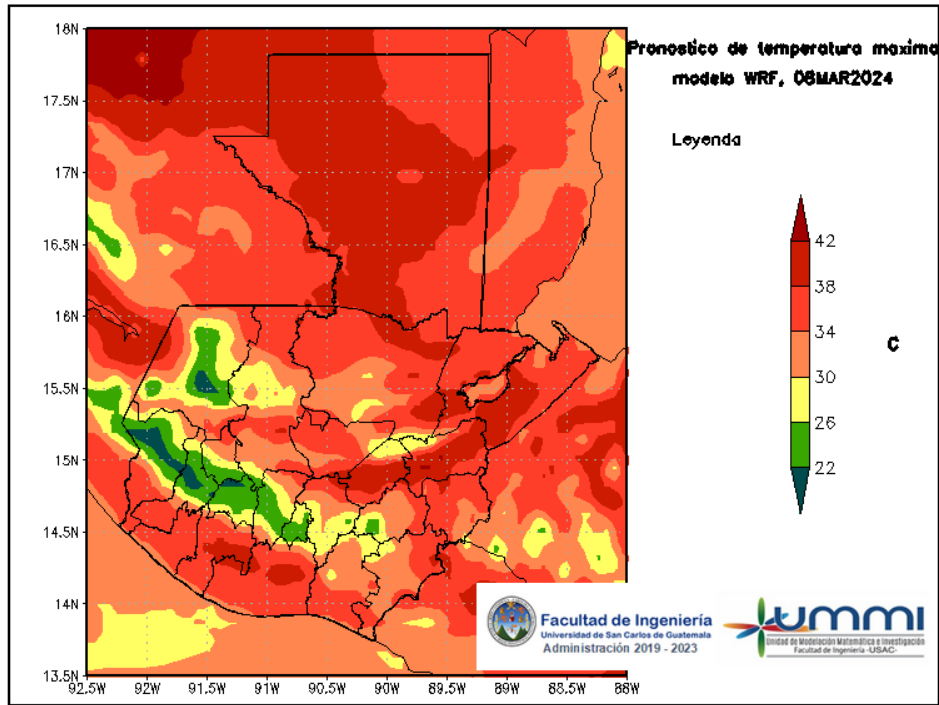 Pronostico de temperatura maxima
modelo WRF, 08MAR2024
Leyenda
42
38
34
30
26
22
C
18N
17.5N
17N
16.5N
16N
15.5N
15N
14.5N
14N
13.5N
92.5W 92W 91.5W 91W 90.5W 90W 89.5W 89W 88.5W 88W
Facultad de Ingeniería
Universidad de San Carlos de Guatemala
Administración 2019 - 2023
ummi
Unidad de Modelación Matemática e Investigación
Facultad de Ingeniería -USAC-